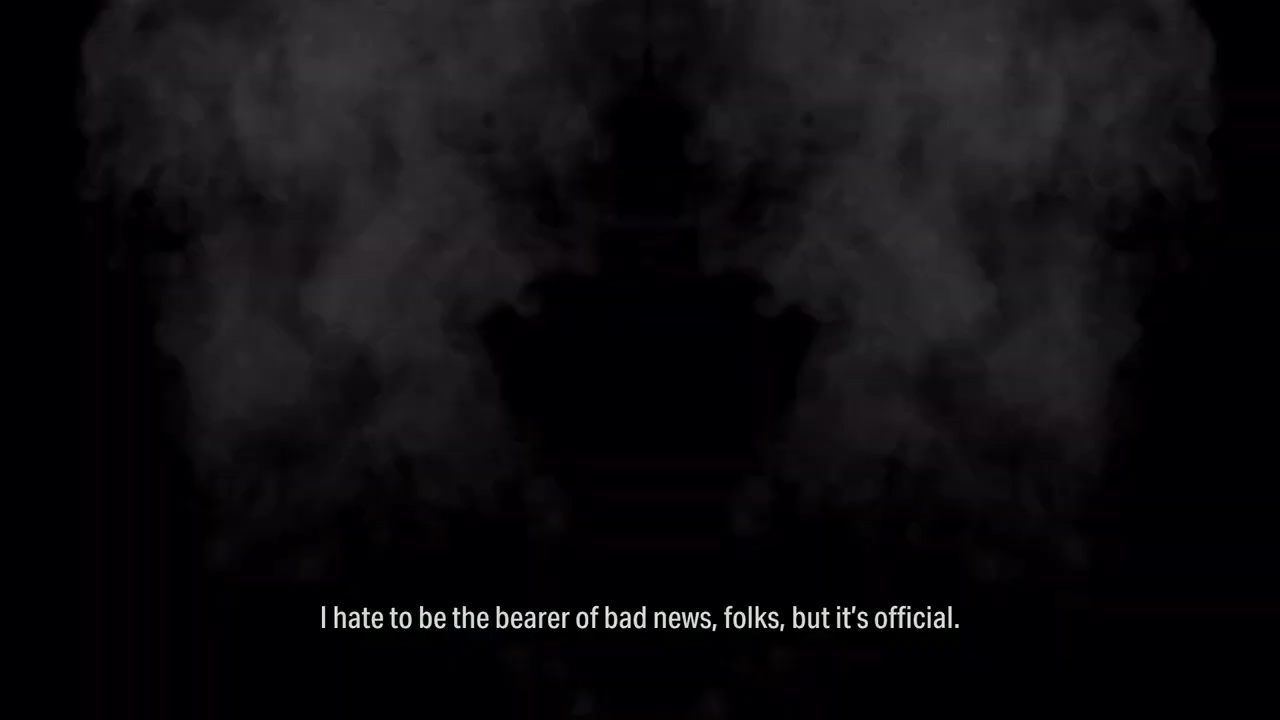 I hate to be the bearer of bad news, folks, but it’s official.